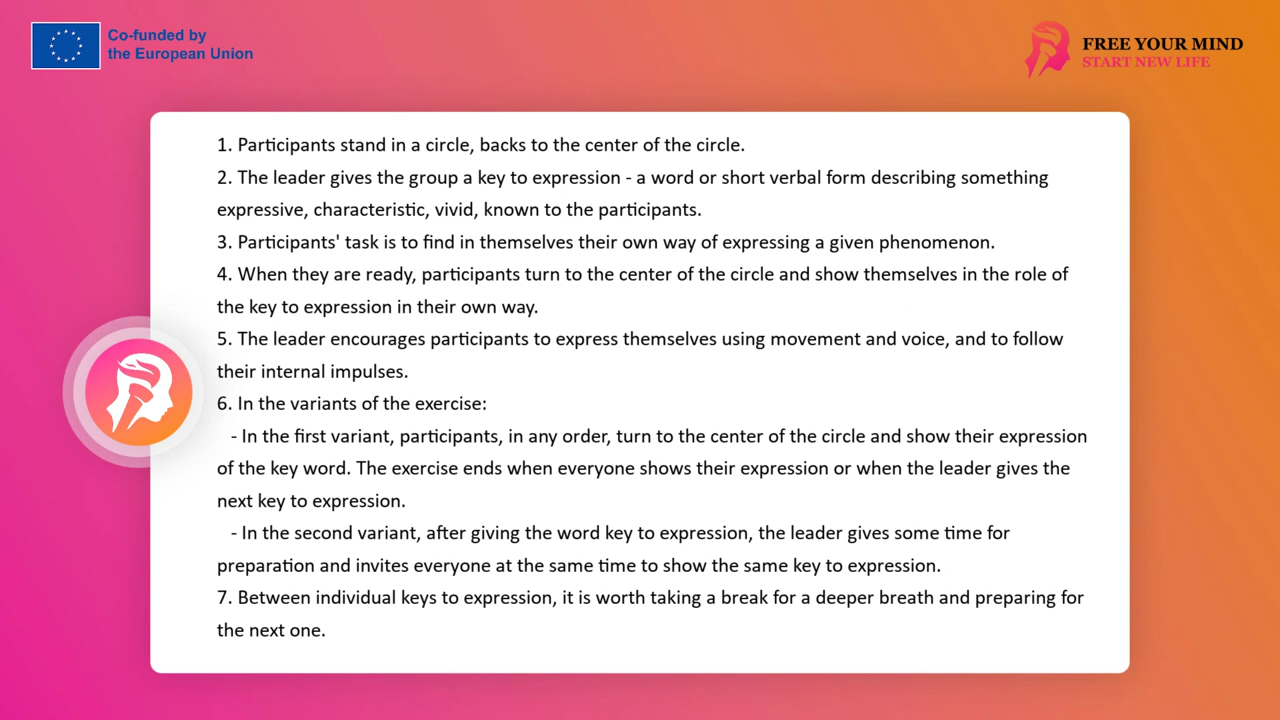 Co-funded by
the European Union
FREE YOUR MIND
START NEW LIFE
1. Participants stand in a circle, backs to the center of the circle.
2. The leader gives the group a key to expression - a word or short verbal form describing something
expressive, characteristic, vivid, known to the participants.
3. Participants' task is to find in themselves their own way of expressing a given phenomenon.
4. When they are ready, participants turn to the center of the circle and show themselves in the role of
the key to expression in their own way.
5. The leader encourages participants to express themselves using movement and voice, and to follow
their internal impulses.
6. In the variants of the exercise:
- In the first variant, participants, in any order, turn to the center of the circle and show their expression
of the key word. The exercise ends when everyone shows their expression or when the leader gives the
next key to expression.
- In the second variant, after giving the word key to expression, the leader gives some time for
preparation and invites everyone at the same time to show the same key to expression.
7. Between individual keys to expression, it is worth taking a break for a deeper breath and preparing for
the next one.